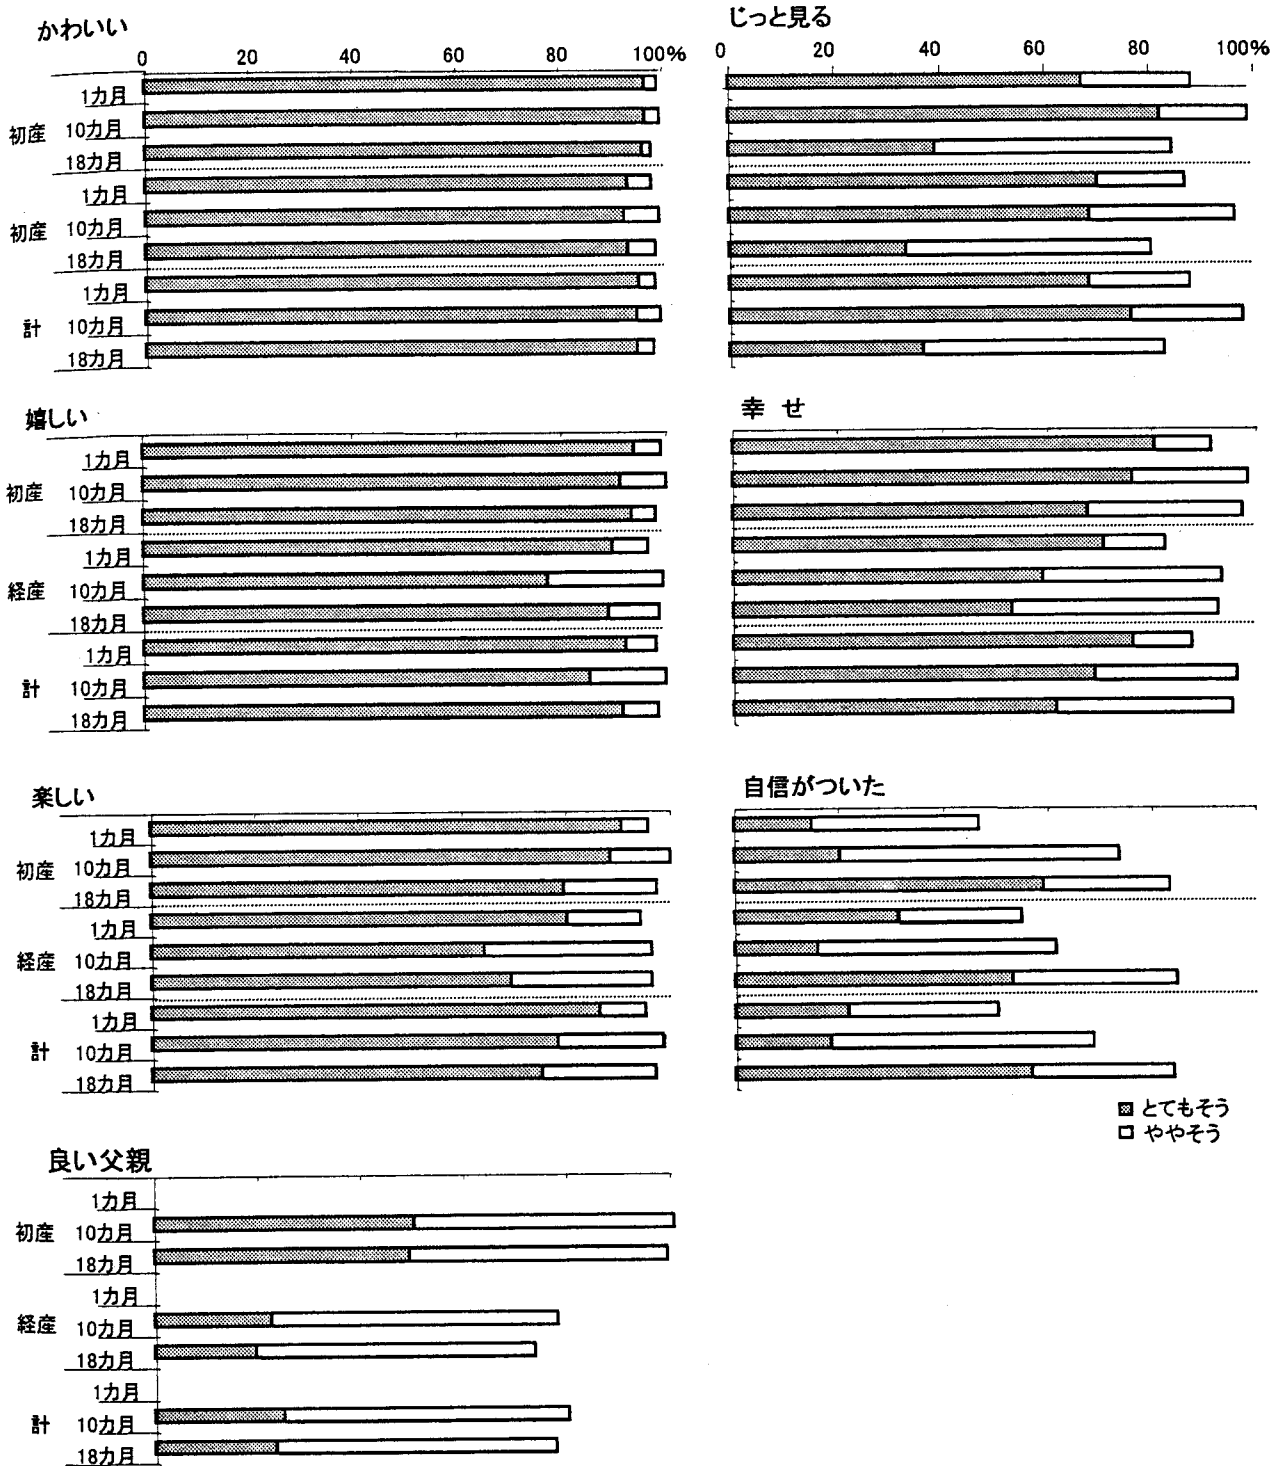 かわいい
0 20 40 60 80 100%
1カ月
初産 10カ月
18カ月
1カ月
初産 10カ月
18カ月
1カ月
計 10カ月
18カ月
じっと見る
0 20 40 60 80 100%
嬉しい
1カ月
初産 10カ月
18カ月
1カ月
経産 10カ月
18カ月
1カ月
計 10カ月
18カ月
幸せ
楽しい
1カ月
初産 10カ月
18カ月
1カ月
経産 10カ月
18カ月
1カ月
計 10カ月
18カ月
自信がついた
とてもそう
ややそう
良い父親
1カ月
初産 10カ月
18カ月
1カ月
経産 10カ月
18カ月
1カ月
計 10カ月
18カ月